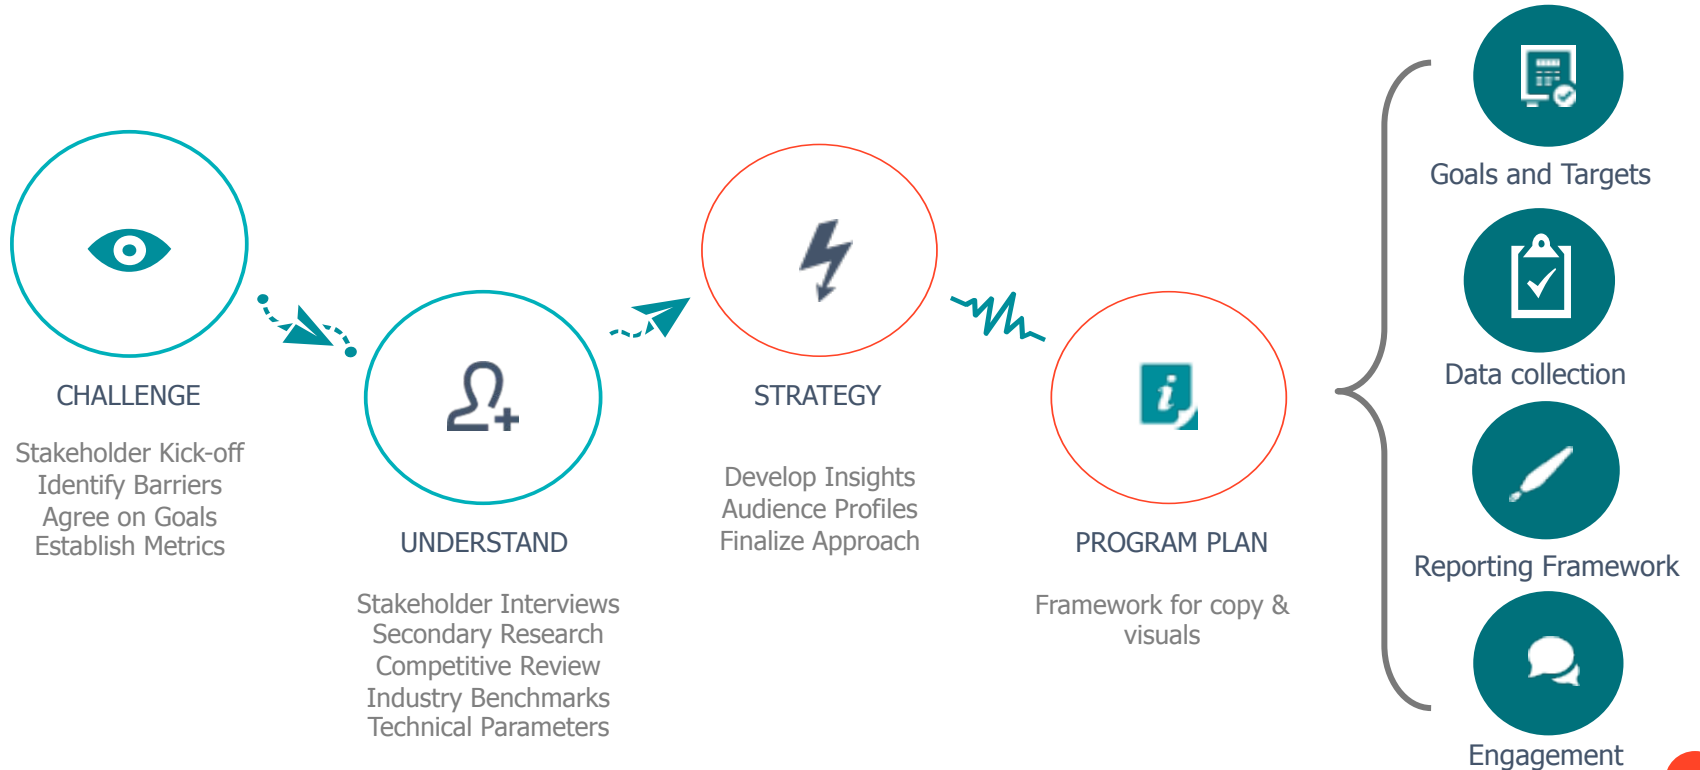 CHALLENGE
Stakeholder Kick-off
Identify Barriers
Agree on Goals
Establish Metrics
UNDERSTAND
Stakeholder Interviews
Secondary Research
Competitive Review
Industry Benchmarks
Technical Parameters
STRATEGY
Develop Insights
Audience Profiles
Finalize Approach
i
PROGRAM PLAN
Framework for copy &
visuals
Goals and Targets
Data collection
Reporting Framework
Engagement